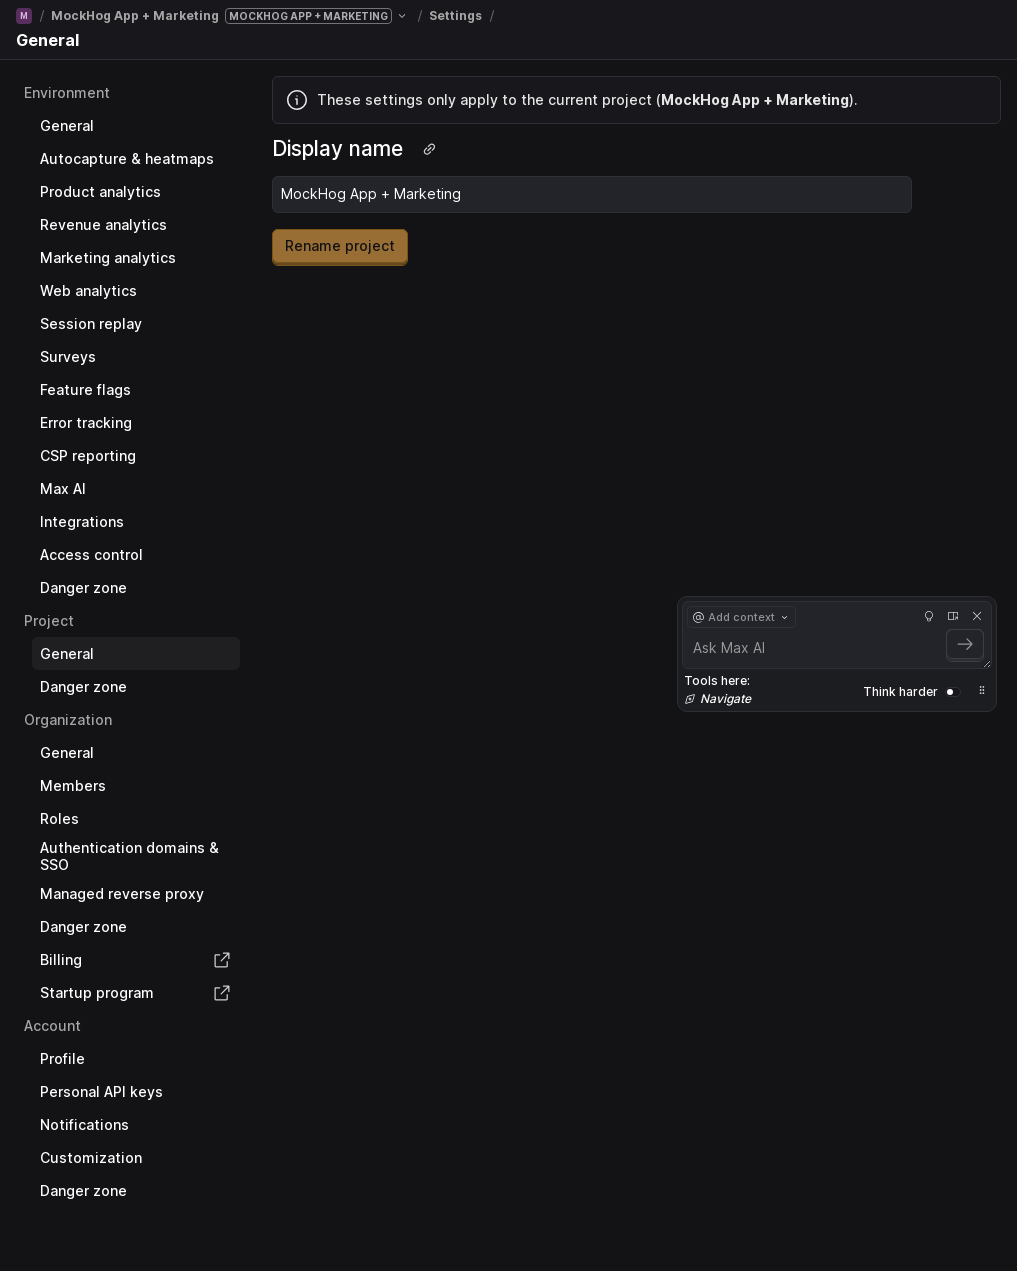 M / MockHog App + Marketing MOCKHOG APP + MARKETING / Settings /
General
Environment
General
Autocapture & heatmaps
Product analytics
Revenue analytics
Marketing analytics
Web analytics
Session replay
Surveys
Feature flags
Error tracking
CSP reporting
Max AI
Integrations
Access control
Danger zone
Project
General
Danger zone
Organization
General
Members
Roles
Authentication domains &
SSO
Managed reverse proxy
Danger zone
Billing
Startup program
Account
Profile
Personal API keys
Notifications
Customization
Danger zone
These settings only apply to the current project (MockHog App + Marketing).
Display name
MockHog App + Marketing
Rename project
@ Add context
Ask Max AI
Tools here:
Navigate
Think harder